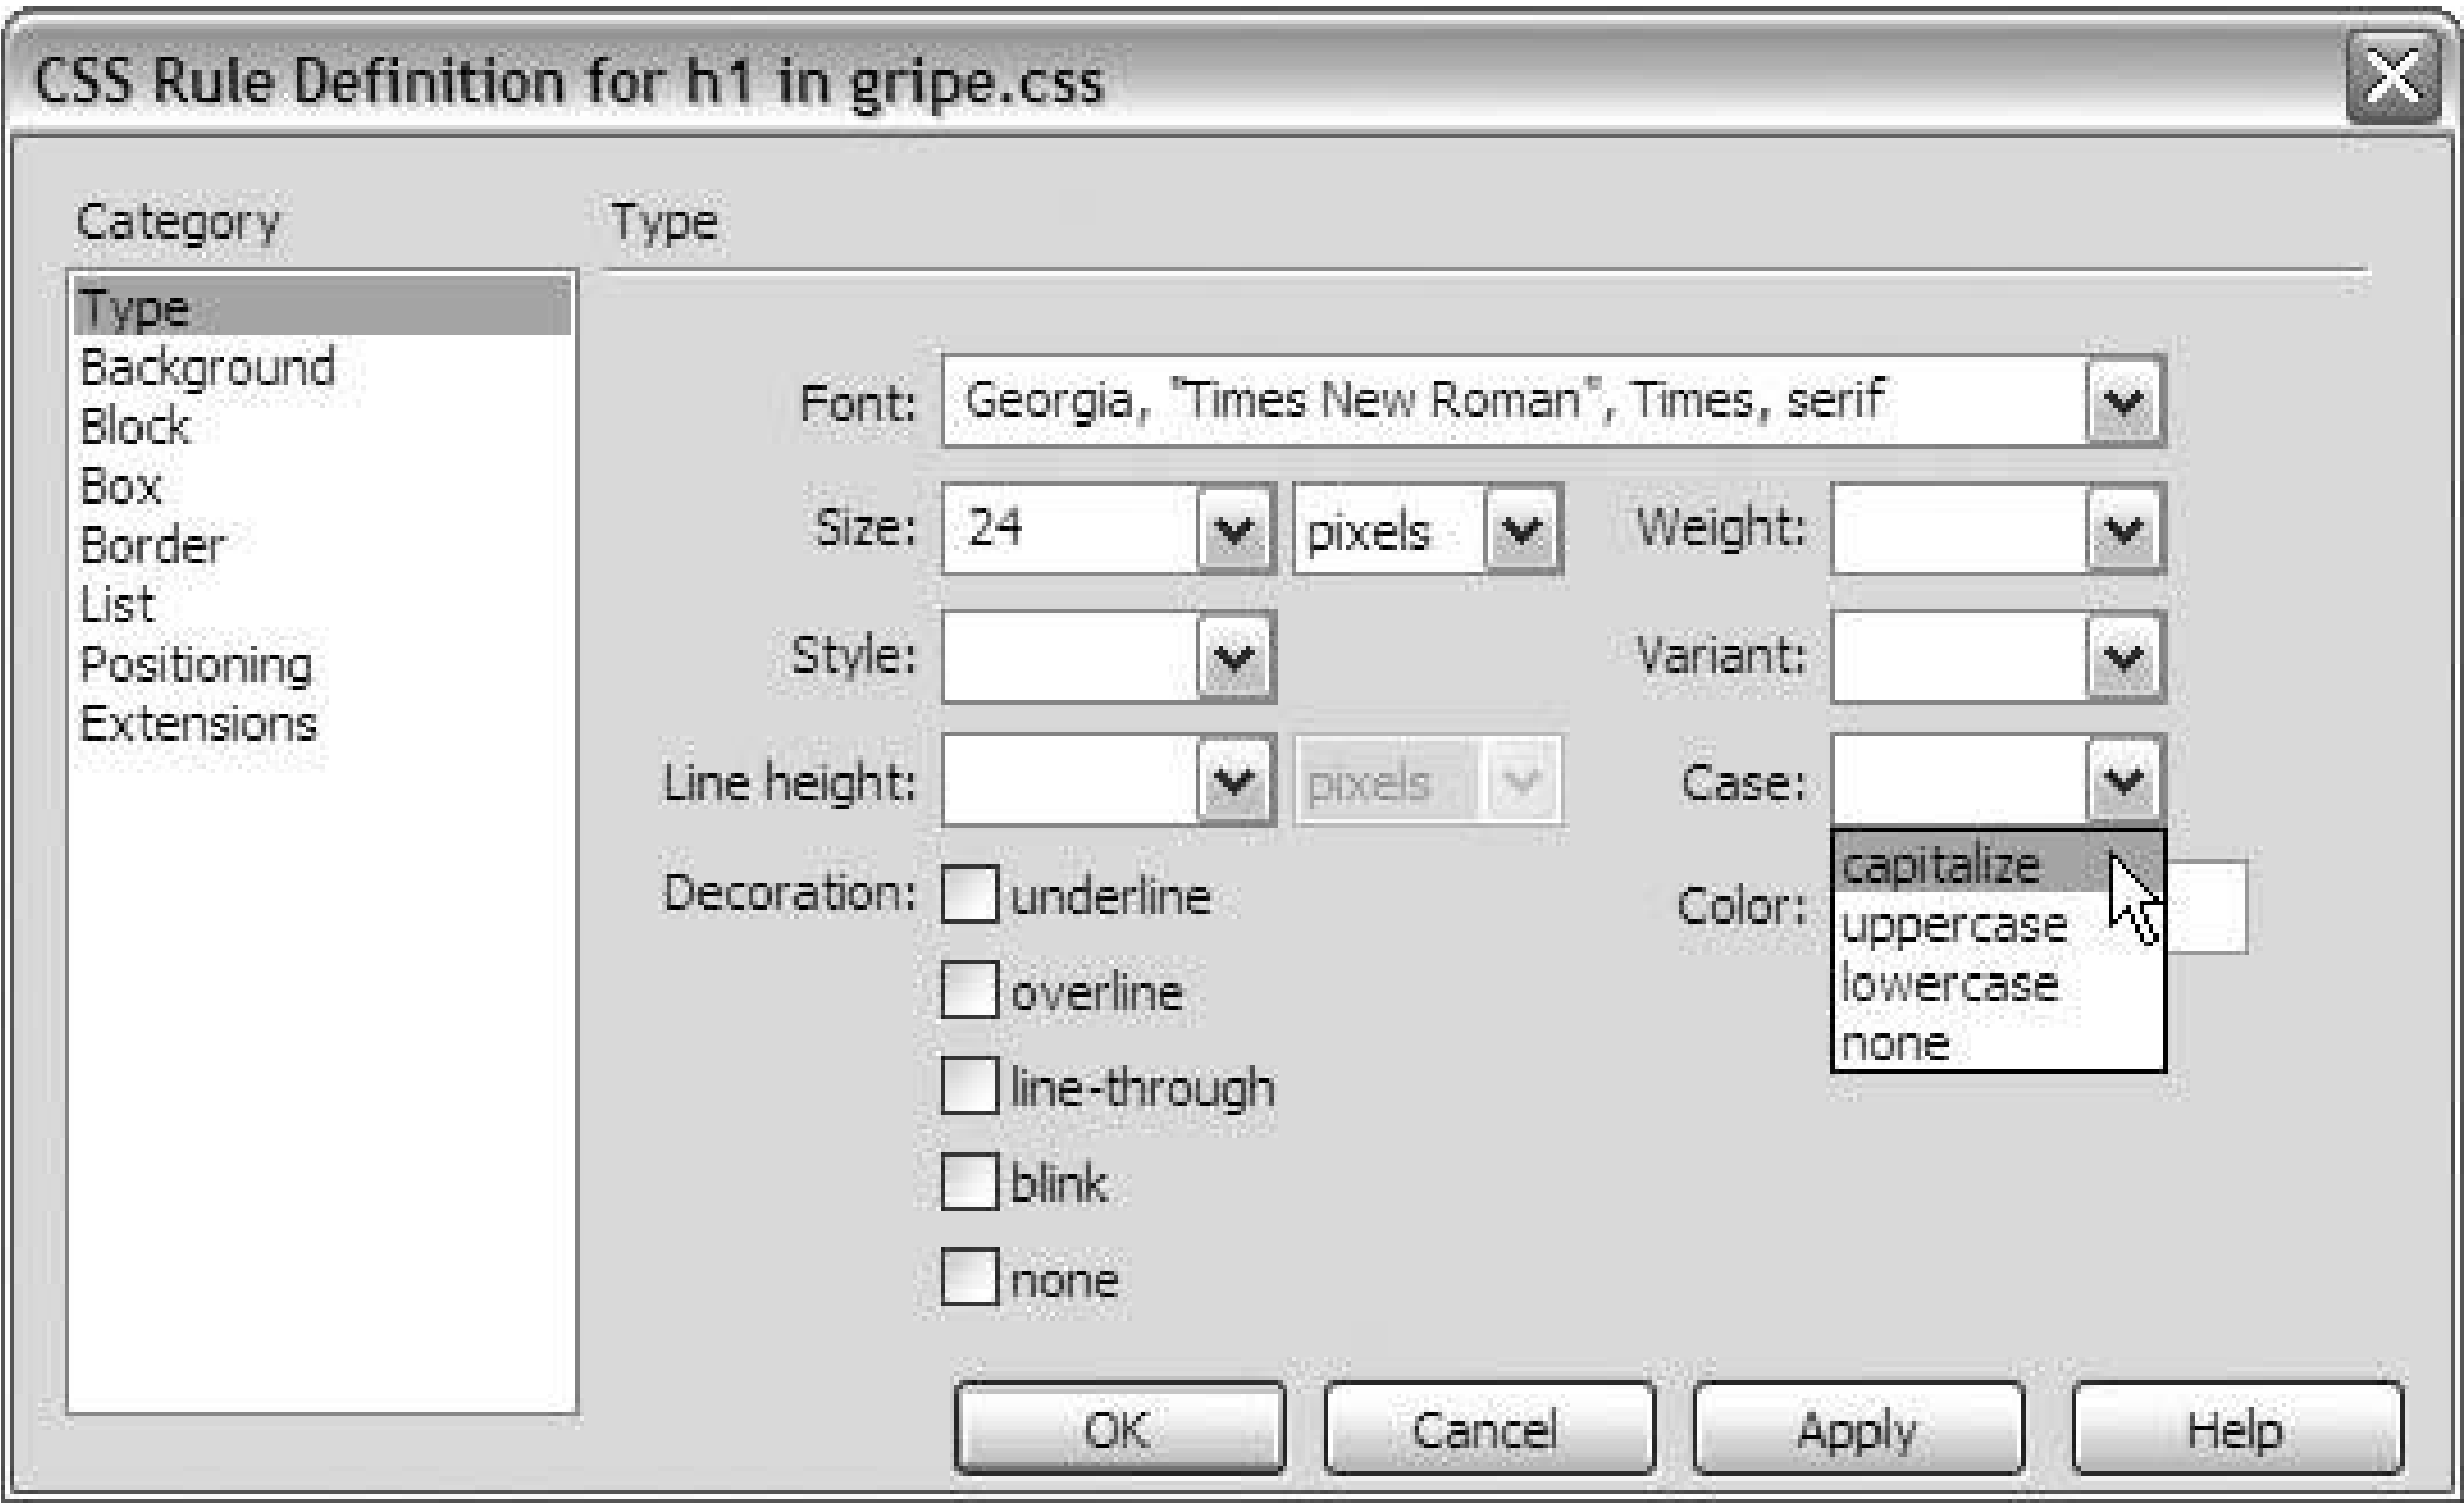 CSS Rule Definition for h1 in gripe.css
Category
Type
Type
Background
Block
Box
Border
List
Positioning
Extensions
Font: Georgia, "Times New Roman", Times, serif
Size: 24 pixels Weight:
Style: Variant:
Line height: pixels Case:
capitalize
uppercase
lowercase
none
Color:
Decoration: underline
overline
line-through
blink
none
OK Cancel Apply Help